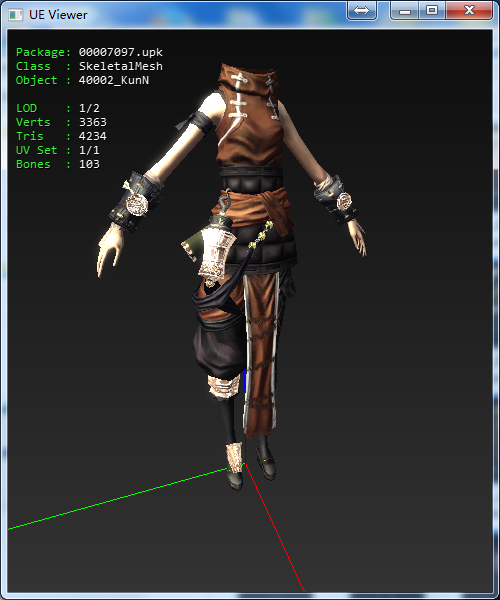 UE Viewer
Package: 00007097.upk
Class : SkeletalMesh
Object : 40002_KunN
LOD : 1/2
Verts : 3363
Tris : 4234
UV Set : 1/1
Bones : 103